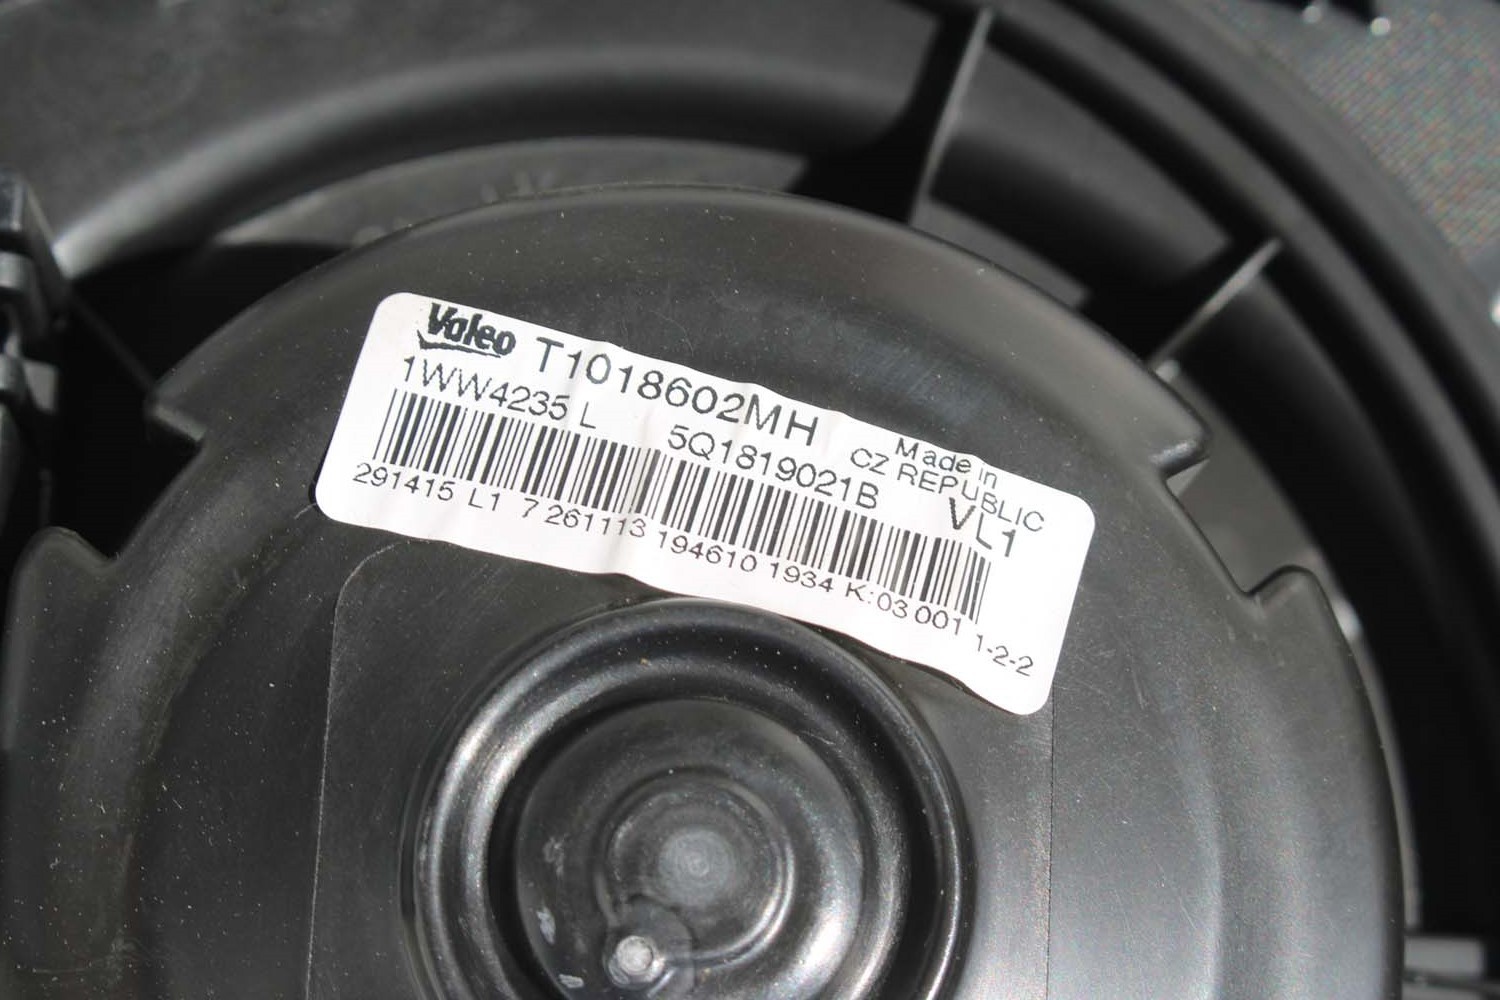 Valeo T1018602MH
Made in
CZ REPUBLIC
1WW4235 L 5Q1819021B VL1
291415 L1 7 261113 194610 1934 K:03 001 1-2-2